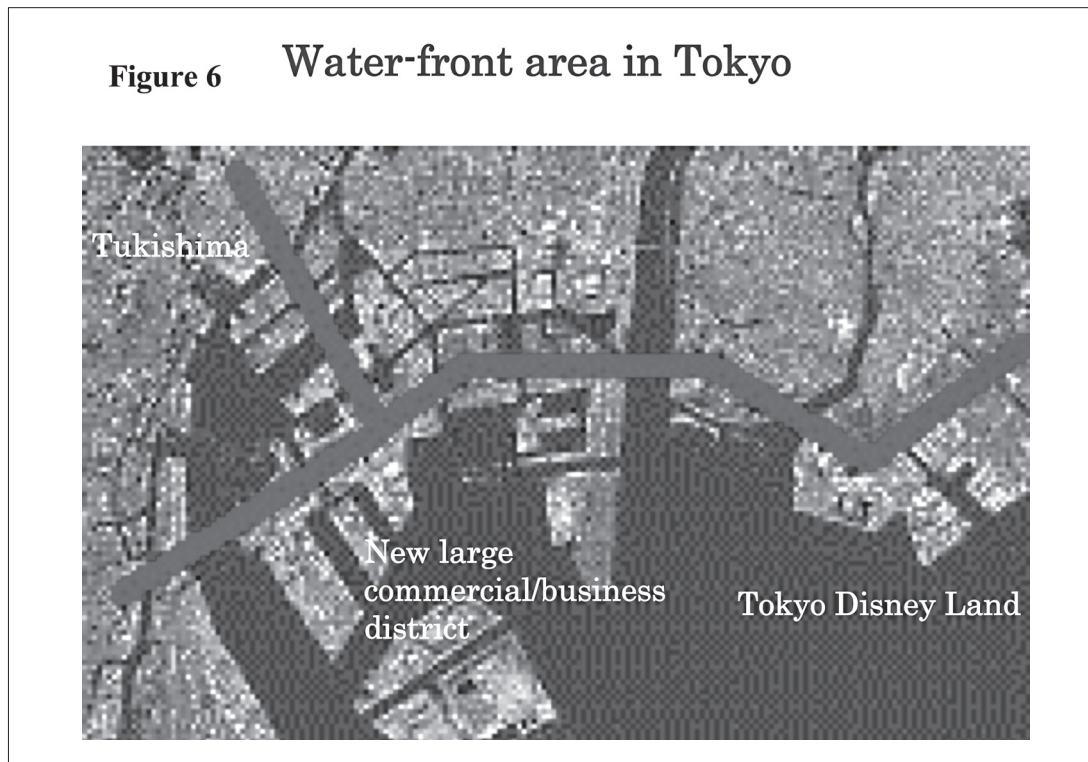 Figure 6
Water-front area in Tokyo
Tukishima
New large
commercial/business
district
Tokyo Disney Land